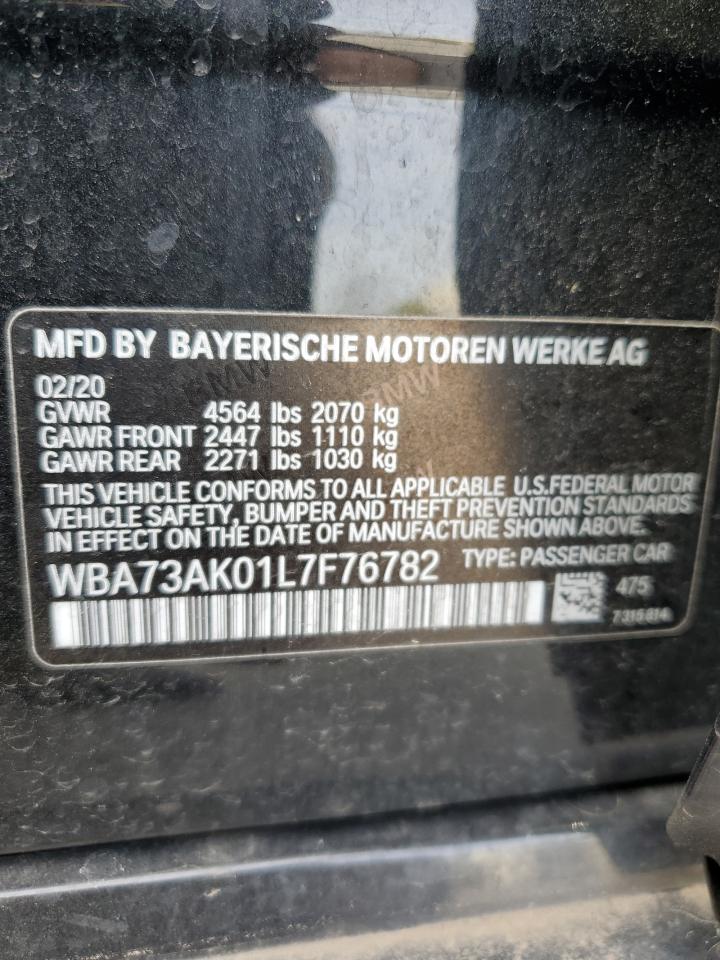 MFD BY BAYERISCHE MOTOREN WERKE AG
02/20
GVWR 4564 lbs 2070 kg
GAWR FRONT 2447 lbs 1110 kg
GAWR REAR 2271 lbs 1030 kg
THIS VEHICLE CONFORMS TO ALL APPLICABLE U.S.FEDERAL MOTOR
VEHICLE SAFETY, BUMPER AND THEFT PREVENTION STANDARDS
IN EFFECT ON THE DATE OF MANUFACTURE SHOWN ABOVE.
WBA73AK01L7F76782 TYPE: PASSENGER CAR
475